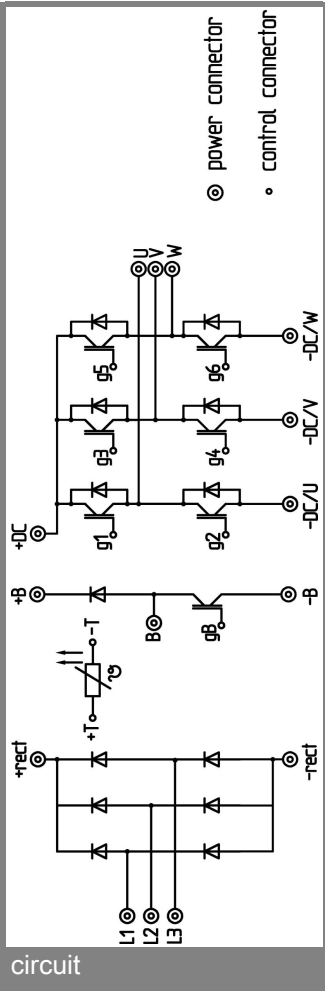 power connector
control connector
U
V
W
g5
g6
-DC/W
g3
g4
-DC/V
+DC
g1
g2
-DC/U
+B
B
gB
-B
-T
+T
ϑ
+rect
-rect
L1
L2
L3
circuit